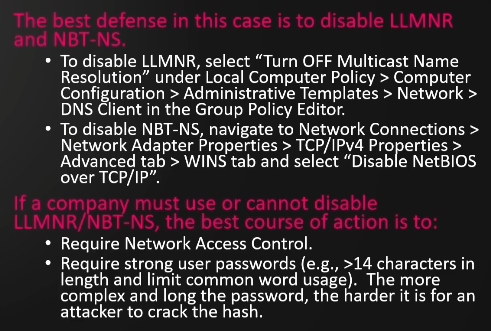 The best defense in this case is to disable LLMNR
and NBT-NS.
• To disable LLMNR, select “Turn OFF Multicast Name
Resolution” under Local Computer Policy > Computer
Configuration > Administrative Templates > Network >
DNS Client in the Group Policy Editor.
• To disable NBT-NS, navigate to Network Connections >
Network Adapter Properties > TCP/IPv4 Properties >
Advanced tab > WINS tab and select “Disable NetBIOS
over TCP/IP”.
If a company must use or cannot disable
LLMNR/NBT-NS, the best course of action is to:
• Require Network Access Control.
• Require strong user passwords (e.g., >14 characters in
length and limit common word usage). The more
complex and long the password, the harder it is for an
attacker to crack the hash.